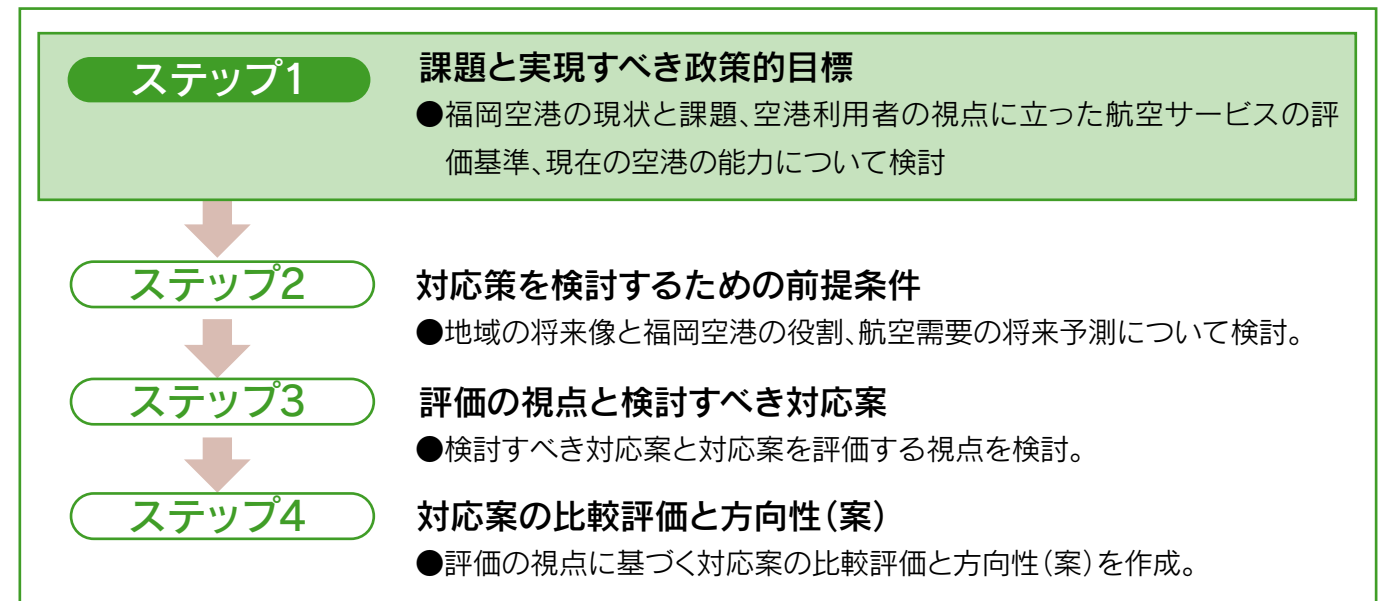 ステップ1
課題と実現すべき政策的目標
●福岡空港の現状と課題、空港利用者の視点に立った航空サービスの評
価基準、現在の空港の能力について検討
ステップ2
対応策を検討するための前提条件
●地域の将来像と福岡空港の役割、航空需要の将来予測について検討。
ステップ3
評価の視点と検討すべき対応案
●検討すべき対応案と対応案を評価する視点を検討。
ステップ4
対応案の比較評価と方向性(案)
●評価の視点に基づく対応案の比較評価と方向性(案)を作成。